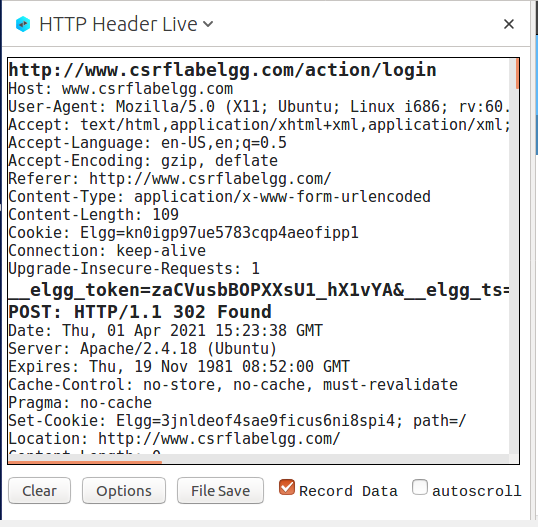 HTTP Header Live
http://www.csrflabelgg.com/action/login
Host: www.csrflabelgg.com
User-Agent: Mozilla/5.0 (X11; Ubuntu; Linux i686; rv:60.
Accept: text/html,application/xhtml+xml,application/xml;
Accept-Language: en-US,en;q=0.5
Accept-Encoding: gzip, deflate
Referer: http://www.csrflabelgg.com/
Content-Type: application/x-www-form-urlencoded
Content-Length: 109
Cookie: Elgg=kn0igp97ue5783cqp4aeofipp1
Connection: keep-alive
Upgrade-Insecure-Requests: 1
__elgg_token=zaCVusbBOPXXsU1_hX1vYA&__elgg_ts=
POST: HTTP/1.1 302 Found
Date: Thu, 01 Apr 2021 15:23:38 GMT
Server: Apache/2.4.18 (Ubuntu)
Expires: Thu, 19 Nov 1981 08:52:00 GMT
Cache-Control: no-store, no-cache, must-revalidate
Pragma: no-cache
Set-Cookie: Elgg=3jnldeof4sae9ficus6ni8spi4; path=/
Location: http://www.csrflabelgg.com/
Content-Length: 0
Clear Options File Save Record Data autoscroll